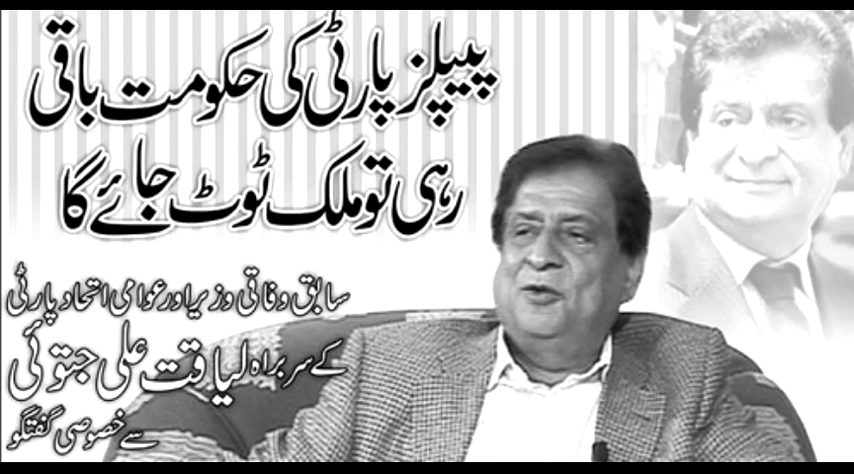 پیپلز پارٹی کی حکومت باقی
رہی تو ملک ٹوٹ جائے گا
سابق وفاقی وزیر اور عوامی اتحاد پارٹی
کے سربراہ لیاقت علی جتوئی
سے خصوصی گفتگو